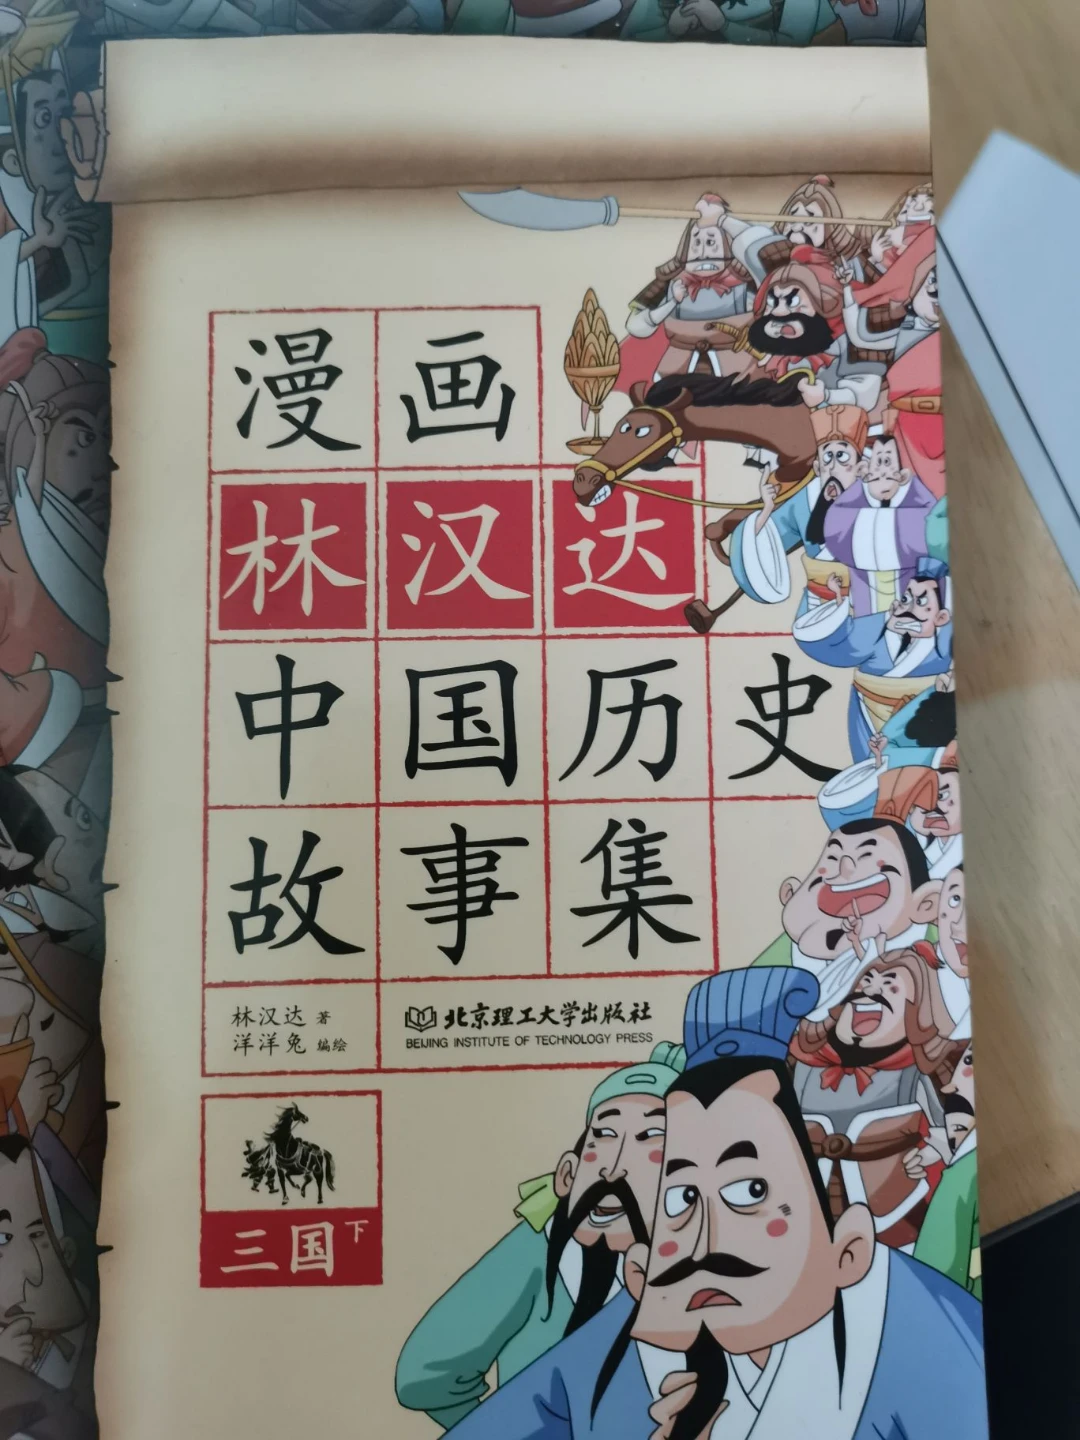 漫画
林汉达
中国历史
故事集
林汉达 著
洋洋兔 编绘
北京理工大学出版社
BEIJING INSTITUTE OF TECHNOLOGY PRESS
三国 下